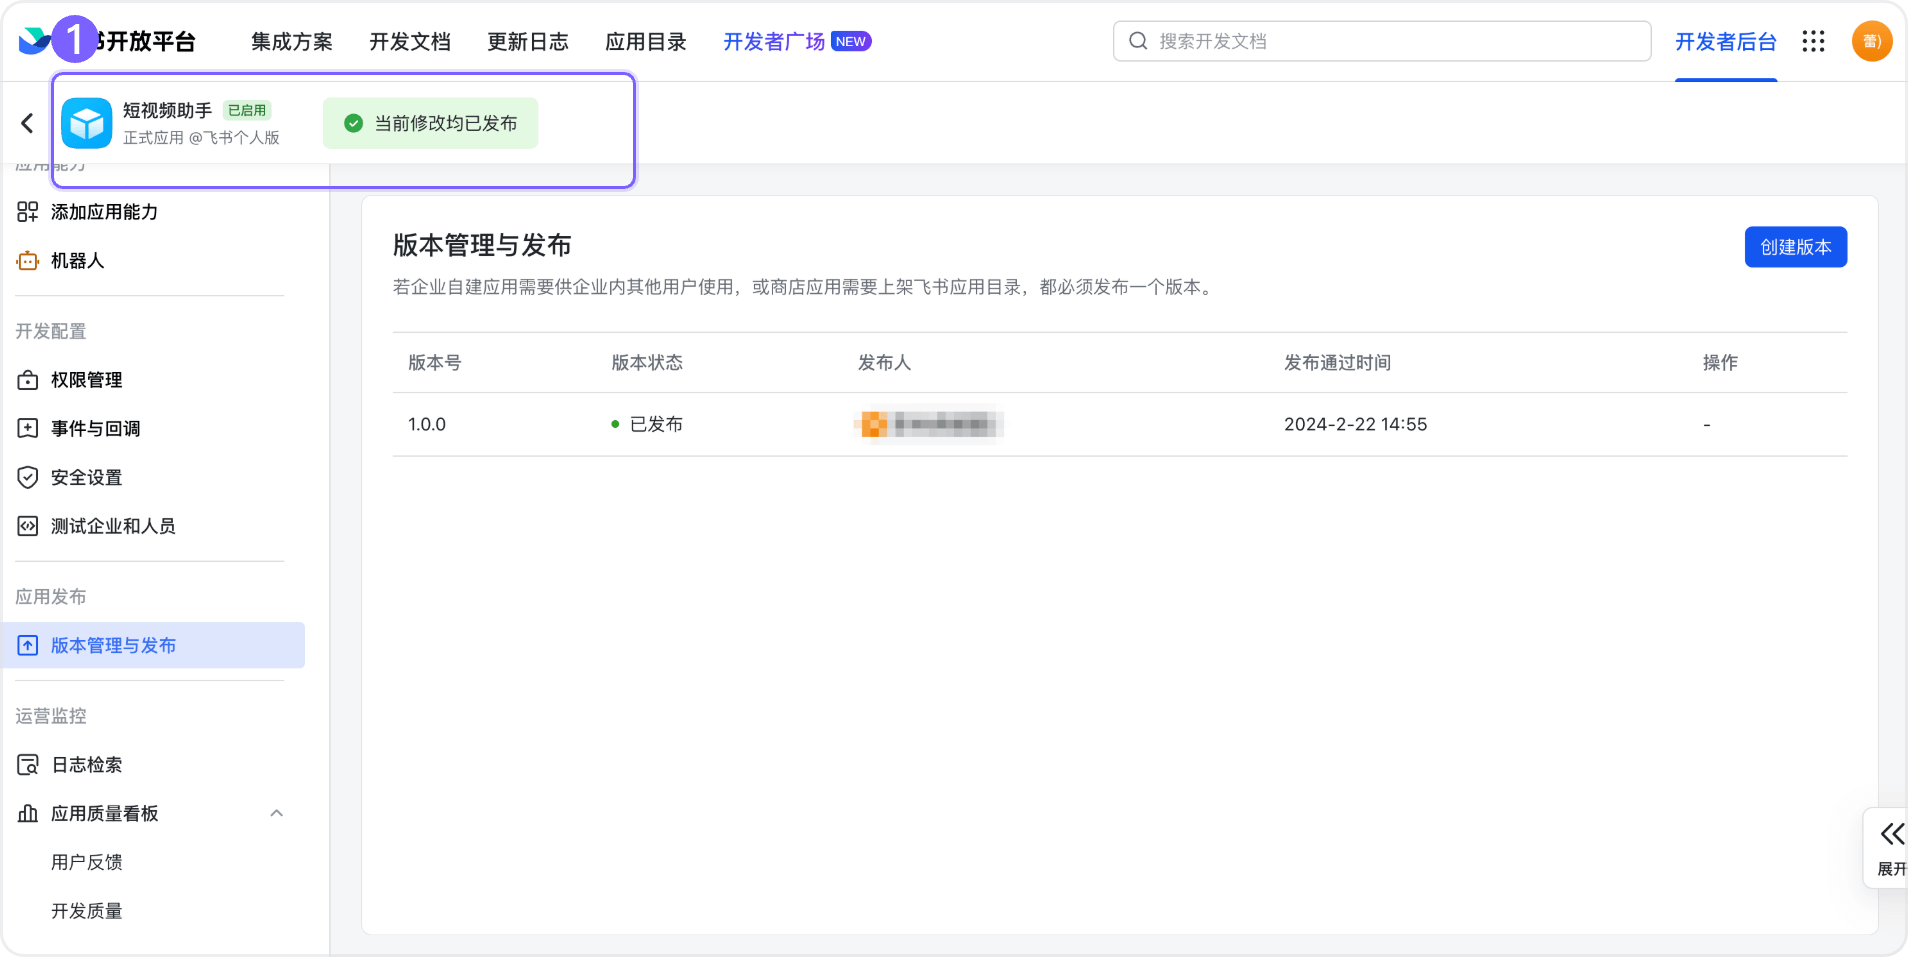 1
书开放平台
集成方案
开发文档
更新日志
应用目录
开发者广场 NEW
搜索开发文档
开发者后台
蕾)
短视频助手 已启用
正式应用 @飞书个人版
当前修改均已发布
应用能力
添加应用能力
机器人
开发配置
权限管理
事件与回调
安全设置
测试企业和人员
应用发布
版本管理与发布
运营监控
日志检索
应用质量看板
用户反馈
开发质量
版本管理与发布
创建版本
若企业自建应用需要供企业内其他用户使用，或商店应用需要上架飞书应用目录，都必须发布一个版本。
版本号 版本状态 发布人 发布通过时间 操作
1.0.0 已发布 2024-2-22 14:55 -
展开